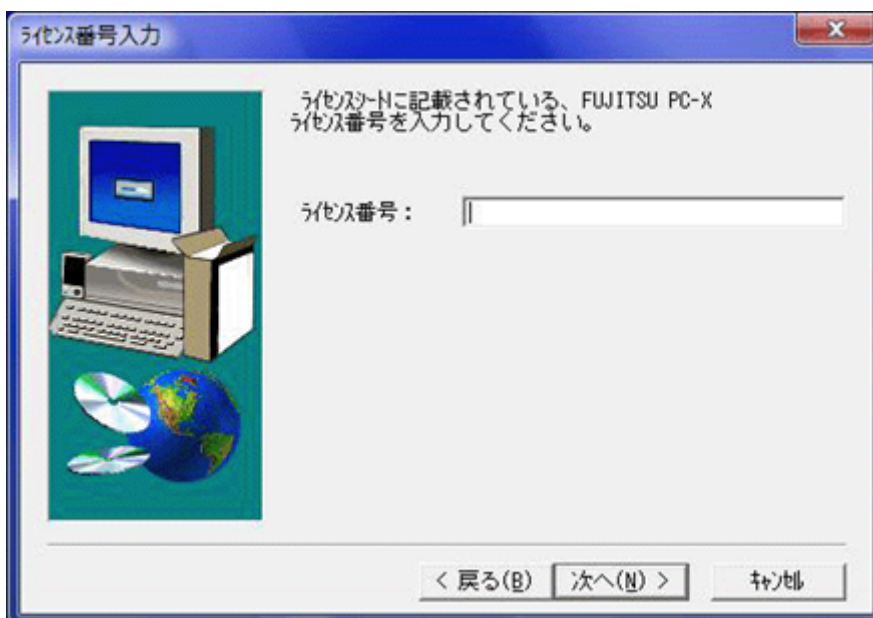 ﾗｲｾﾝｽ番号入力
ﾗｲｾﾝｽｼｰﾄに記載されている、FUJITSU PC-X
ﾗｲｾﾝｽ番号を入力してください。
ﾗｲｾﾝｽ番号：
< 戻る(B)
次へ(N) >
ｷｬﾝｾﾙ